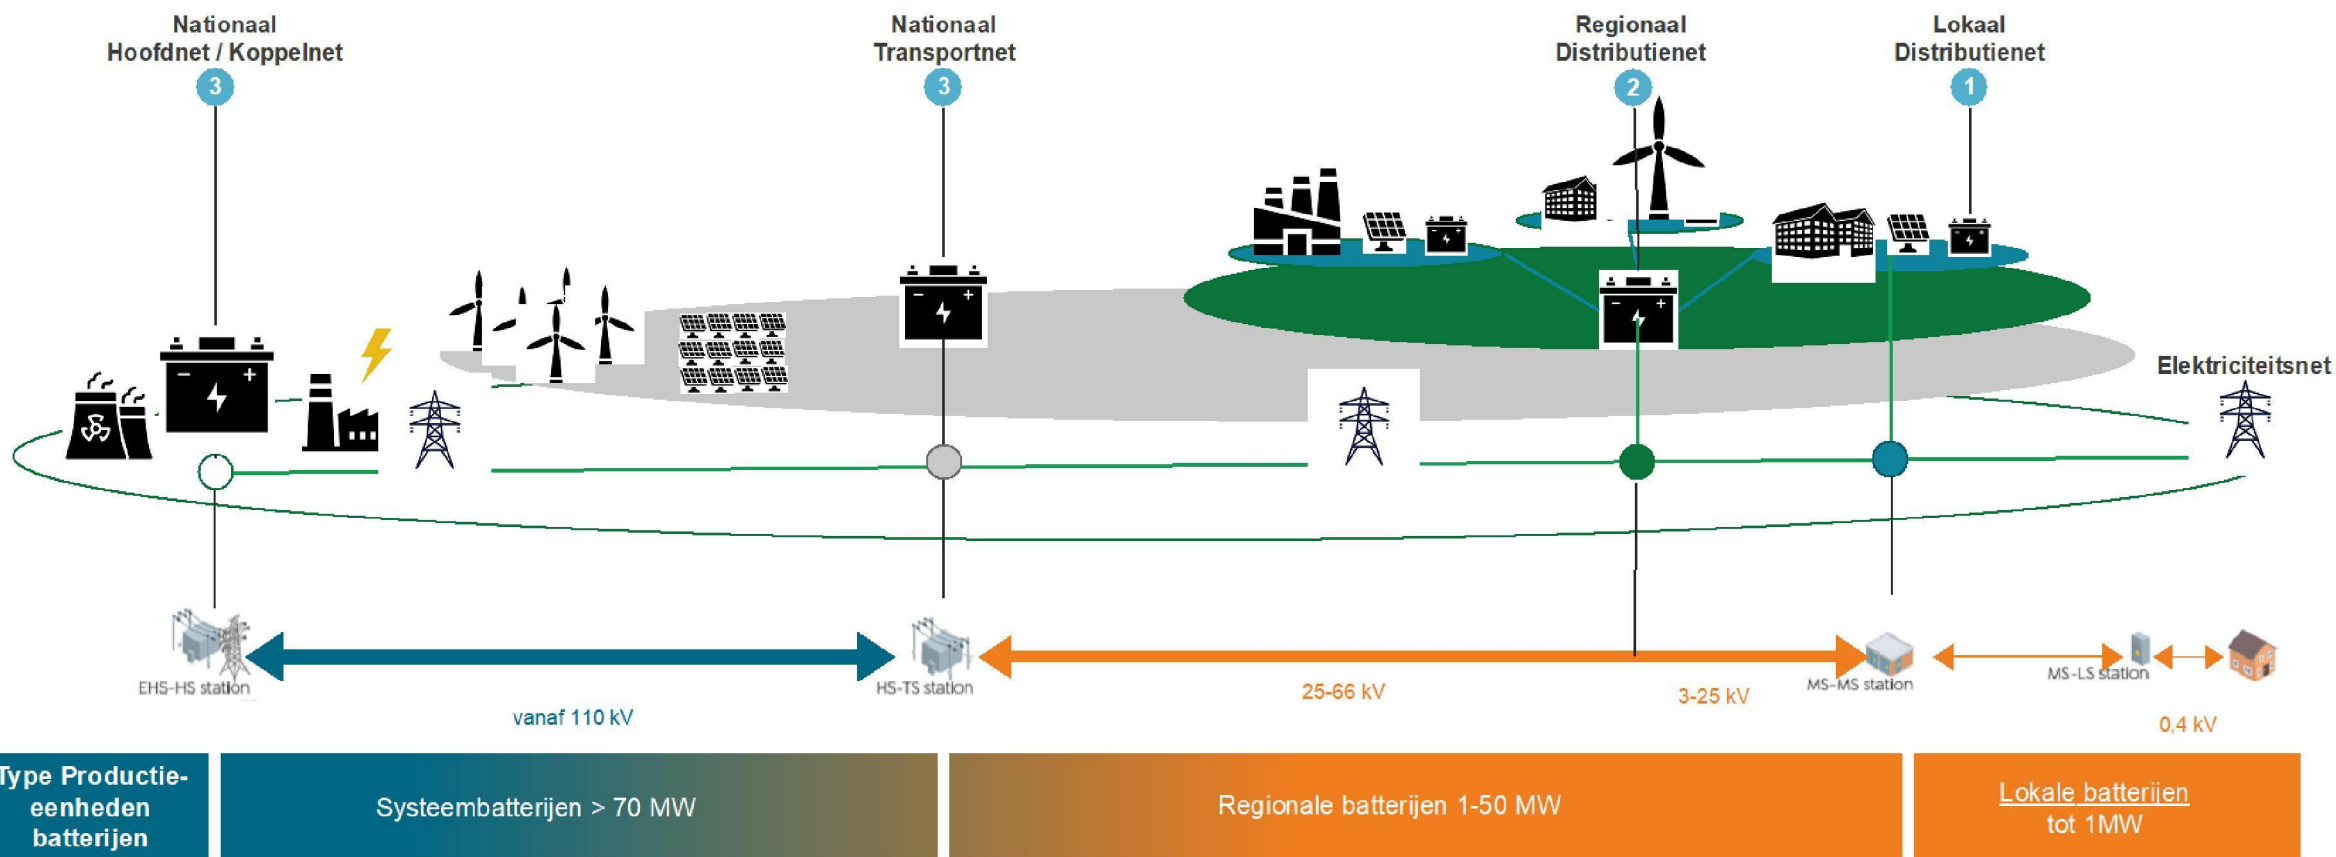 Nationaal
Hoofdnet / Koppelnet
3
Nationaal
Transportnet
3
Regionaal
Distributienet
2
Lokaal
Distributienet
1
Elektriciteitsnet
EHS-HS station
HS-TS station
MS-MS station
MS-LS station
vanaf 110 kV
25-66 kV
3-25 kV
0,4 kV
Type Productie-
eenheden
batterijen
Systeembatterijen > 70 MW
Regionale batterijen 1-50 MW
Lokale batterijen
tot 1MW